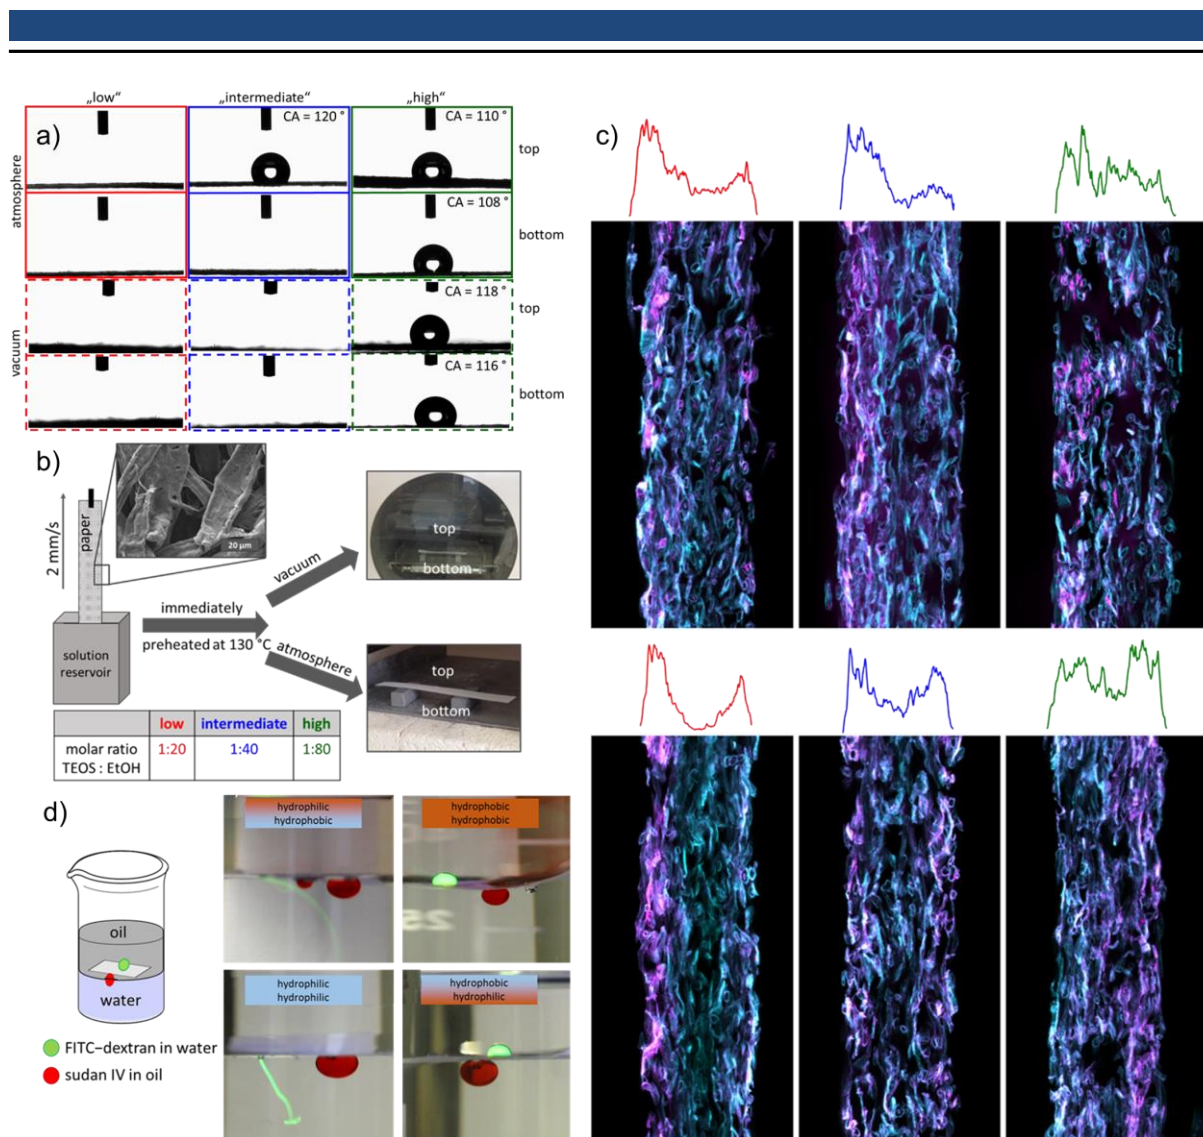 „low“ „intermediate“ „high“
a)
CA = 120 °
CA = 110 °
top
atmosphere
CA = 108 °
bottom
CA = 118 °
top
vacuum
CA = 116 °
bottom
b)
2 mm/s
paper
20 µm
solution
reservoir
immediately
preheated at 130 °C
vacuum
atmosphere
top
bottom
top
bottom
low intermediate high
molar ratio
TEOS : EtOH
1:20 1:40 1:80
c)
d)
oil
water
FITC–dextran in water
sudan IV in oil
hydrophilic
hydrophobic
hydrophobic
hydrophobic
25
hydrophilic
hydrophilic
hydrophobic
hydrophilic